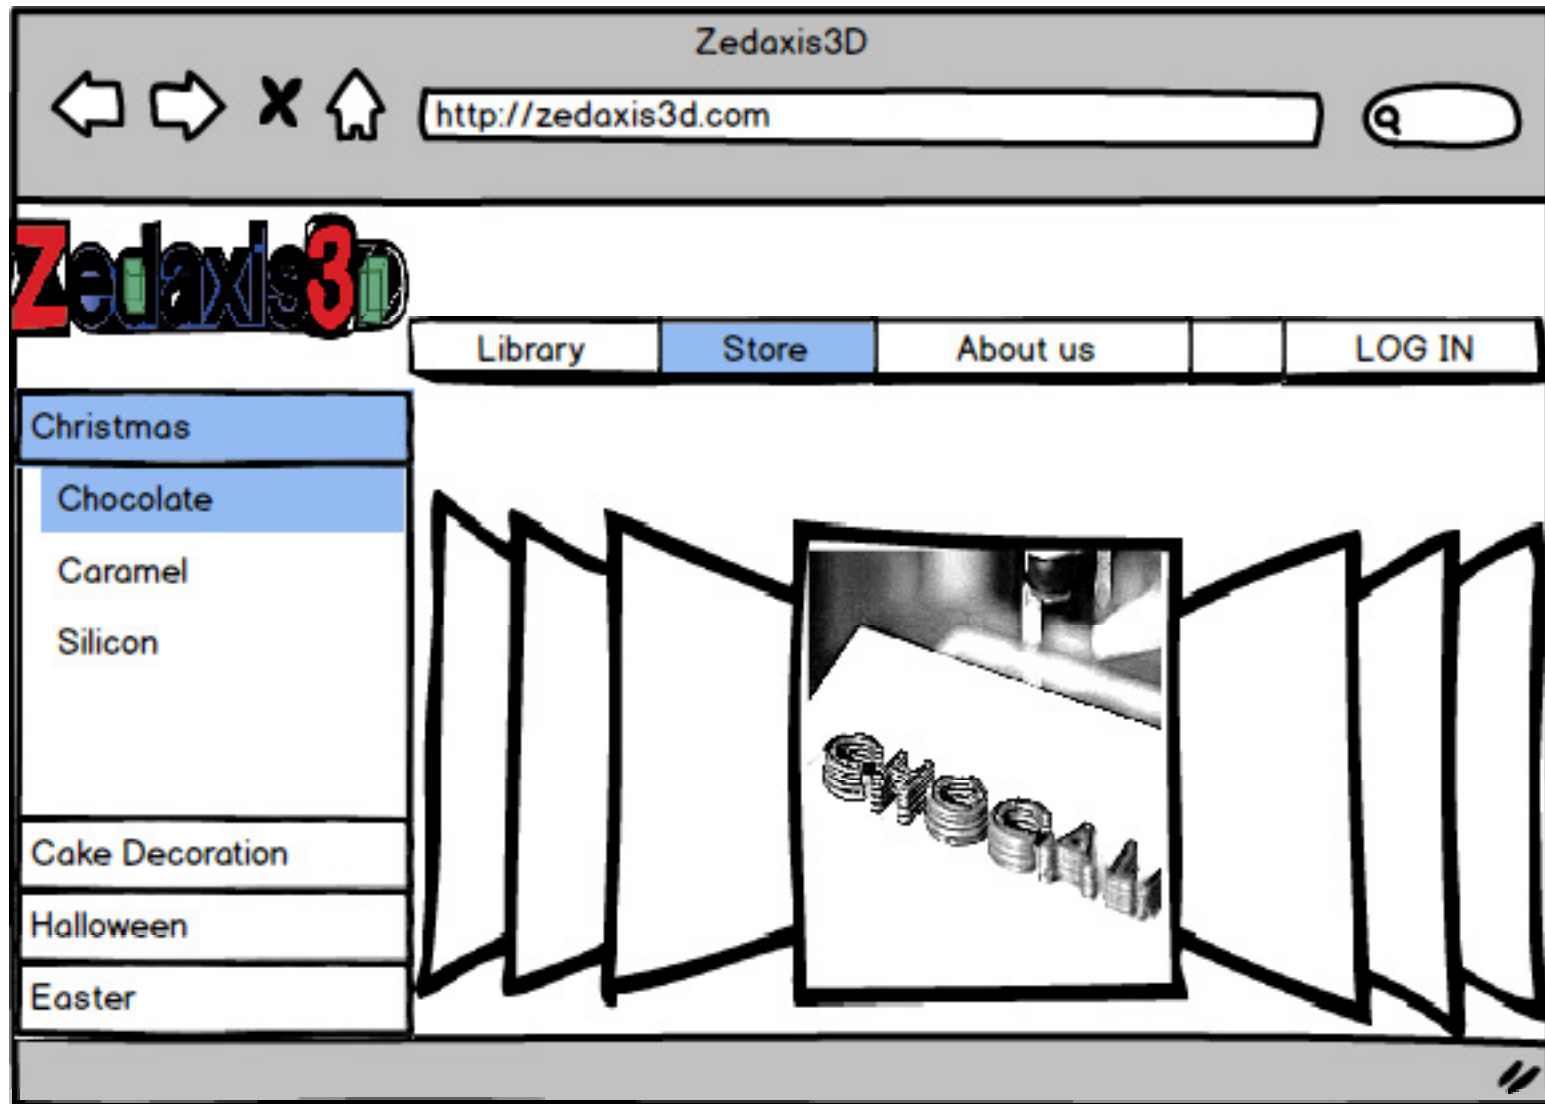 Zedaxis3D
http://zedaxis3d.com
Zedaxis3D
Library Store About us LOG IN
Christmas
Chocolate
Caramel
Silicon
Cake Decoration
Halloween
Easter